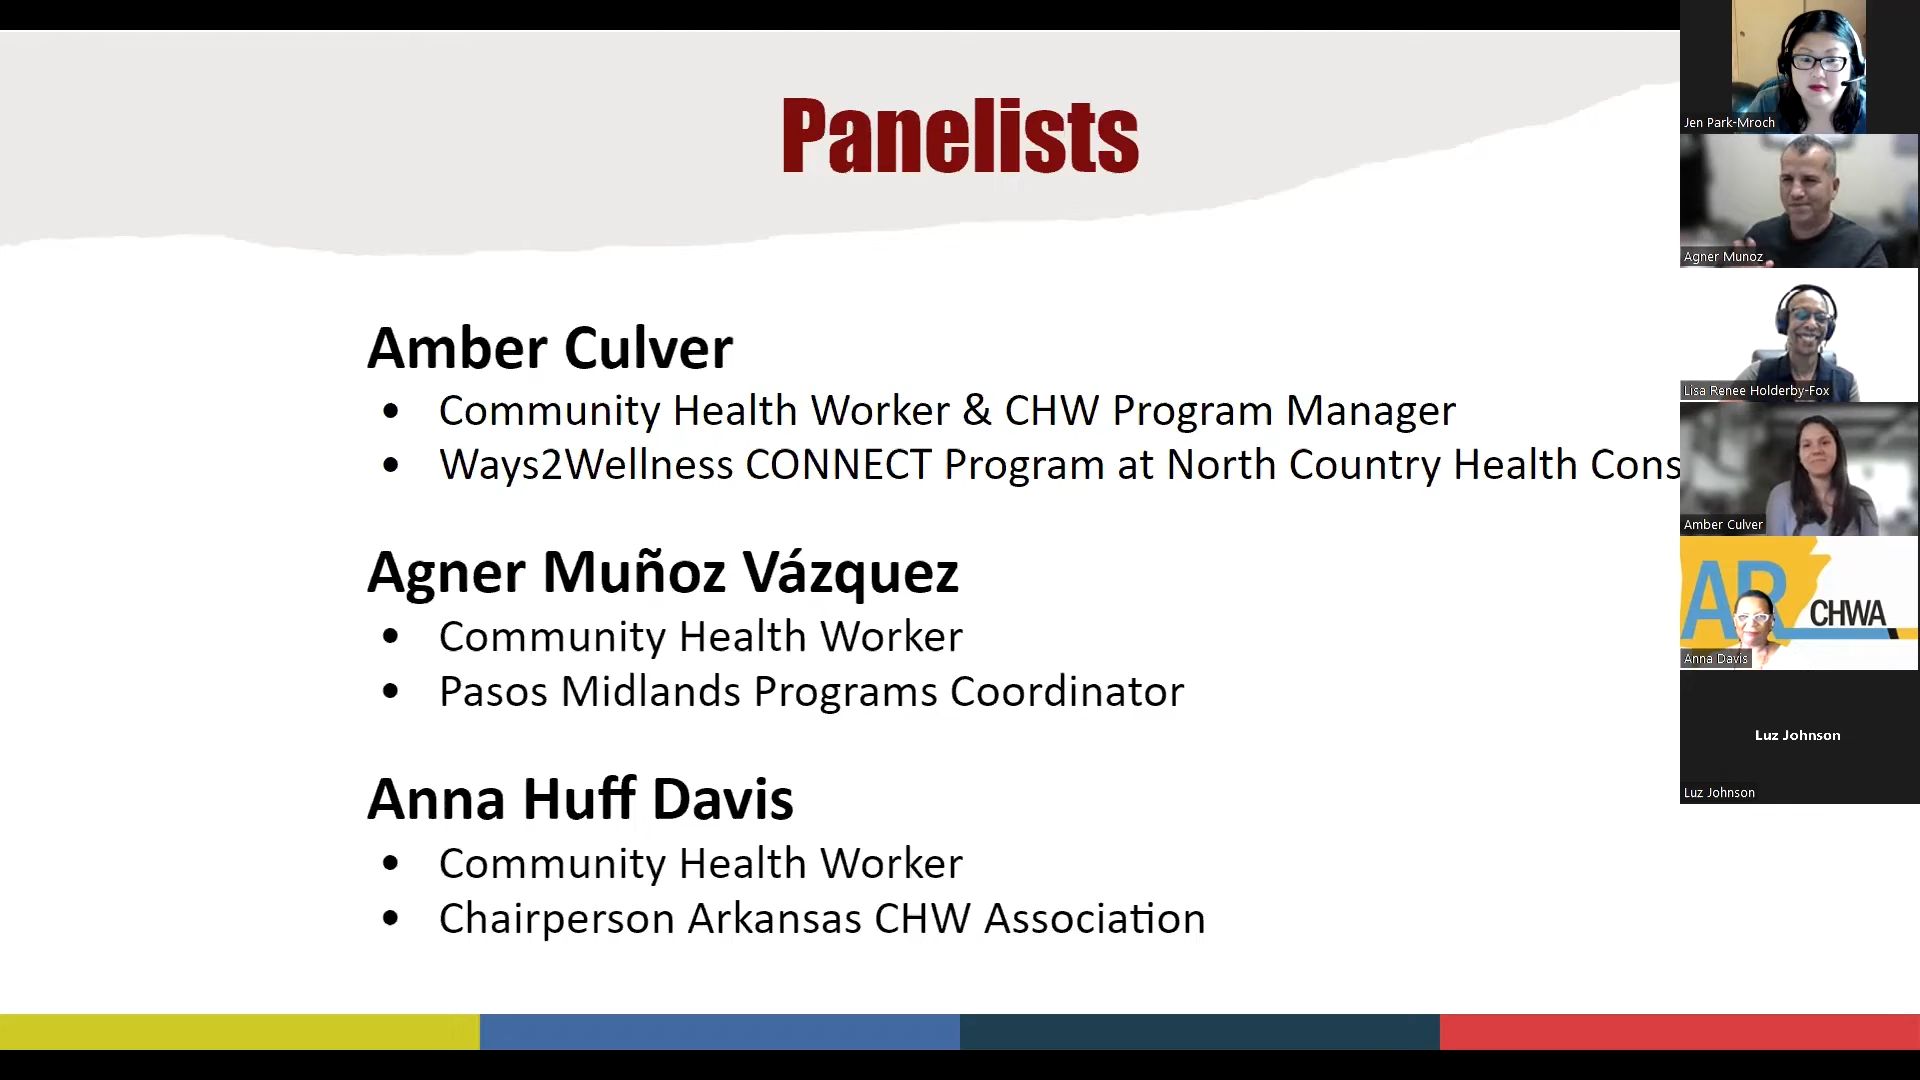 Panelists
Amber Culver
• Community Health Worker & CHW Program Manager
• Ways2Wellness CONNECT Program at North Country Health Cons
Agner Muñoz Vázquez
• Community Health Worker
• Pasos Midlands Programs Coordinator
Anna Huff Davis
• Community Health Worker
• Chairperson Arkansas CHW Association
Jen Park-Mroch
Agner Munoz
Lisa Renee Holderby-Fox
Amber Culver
AR
CHWA
Anna Davis
Luz Johnson
Luz Johnson